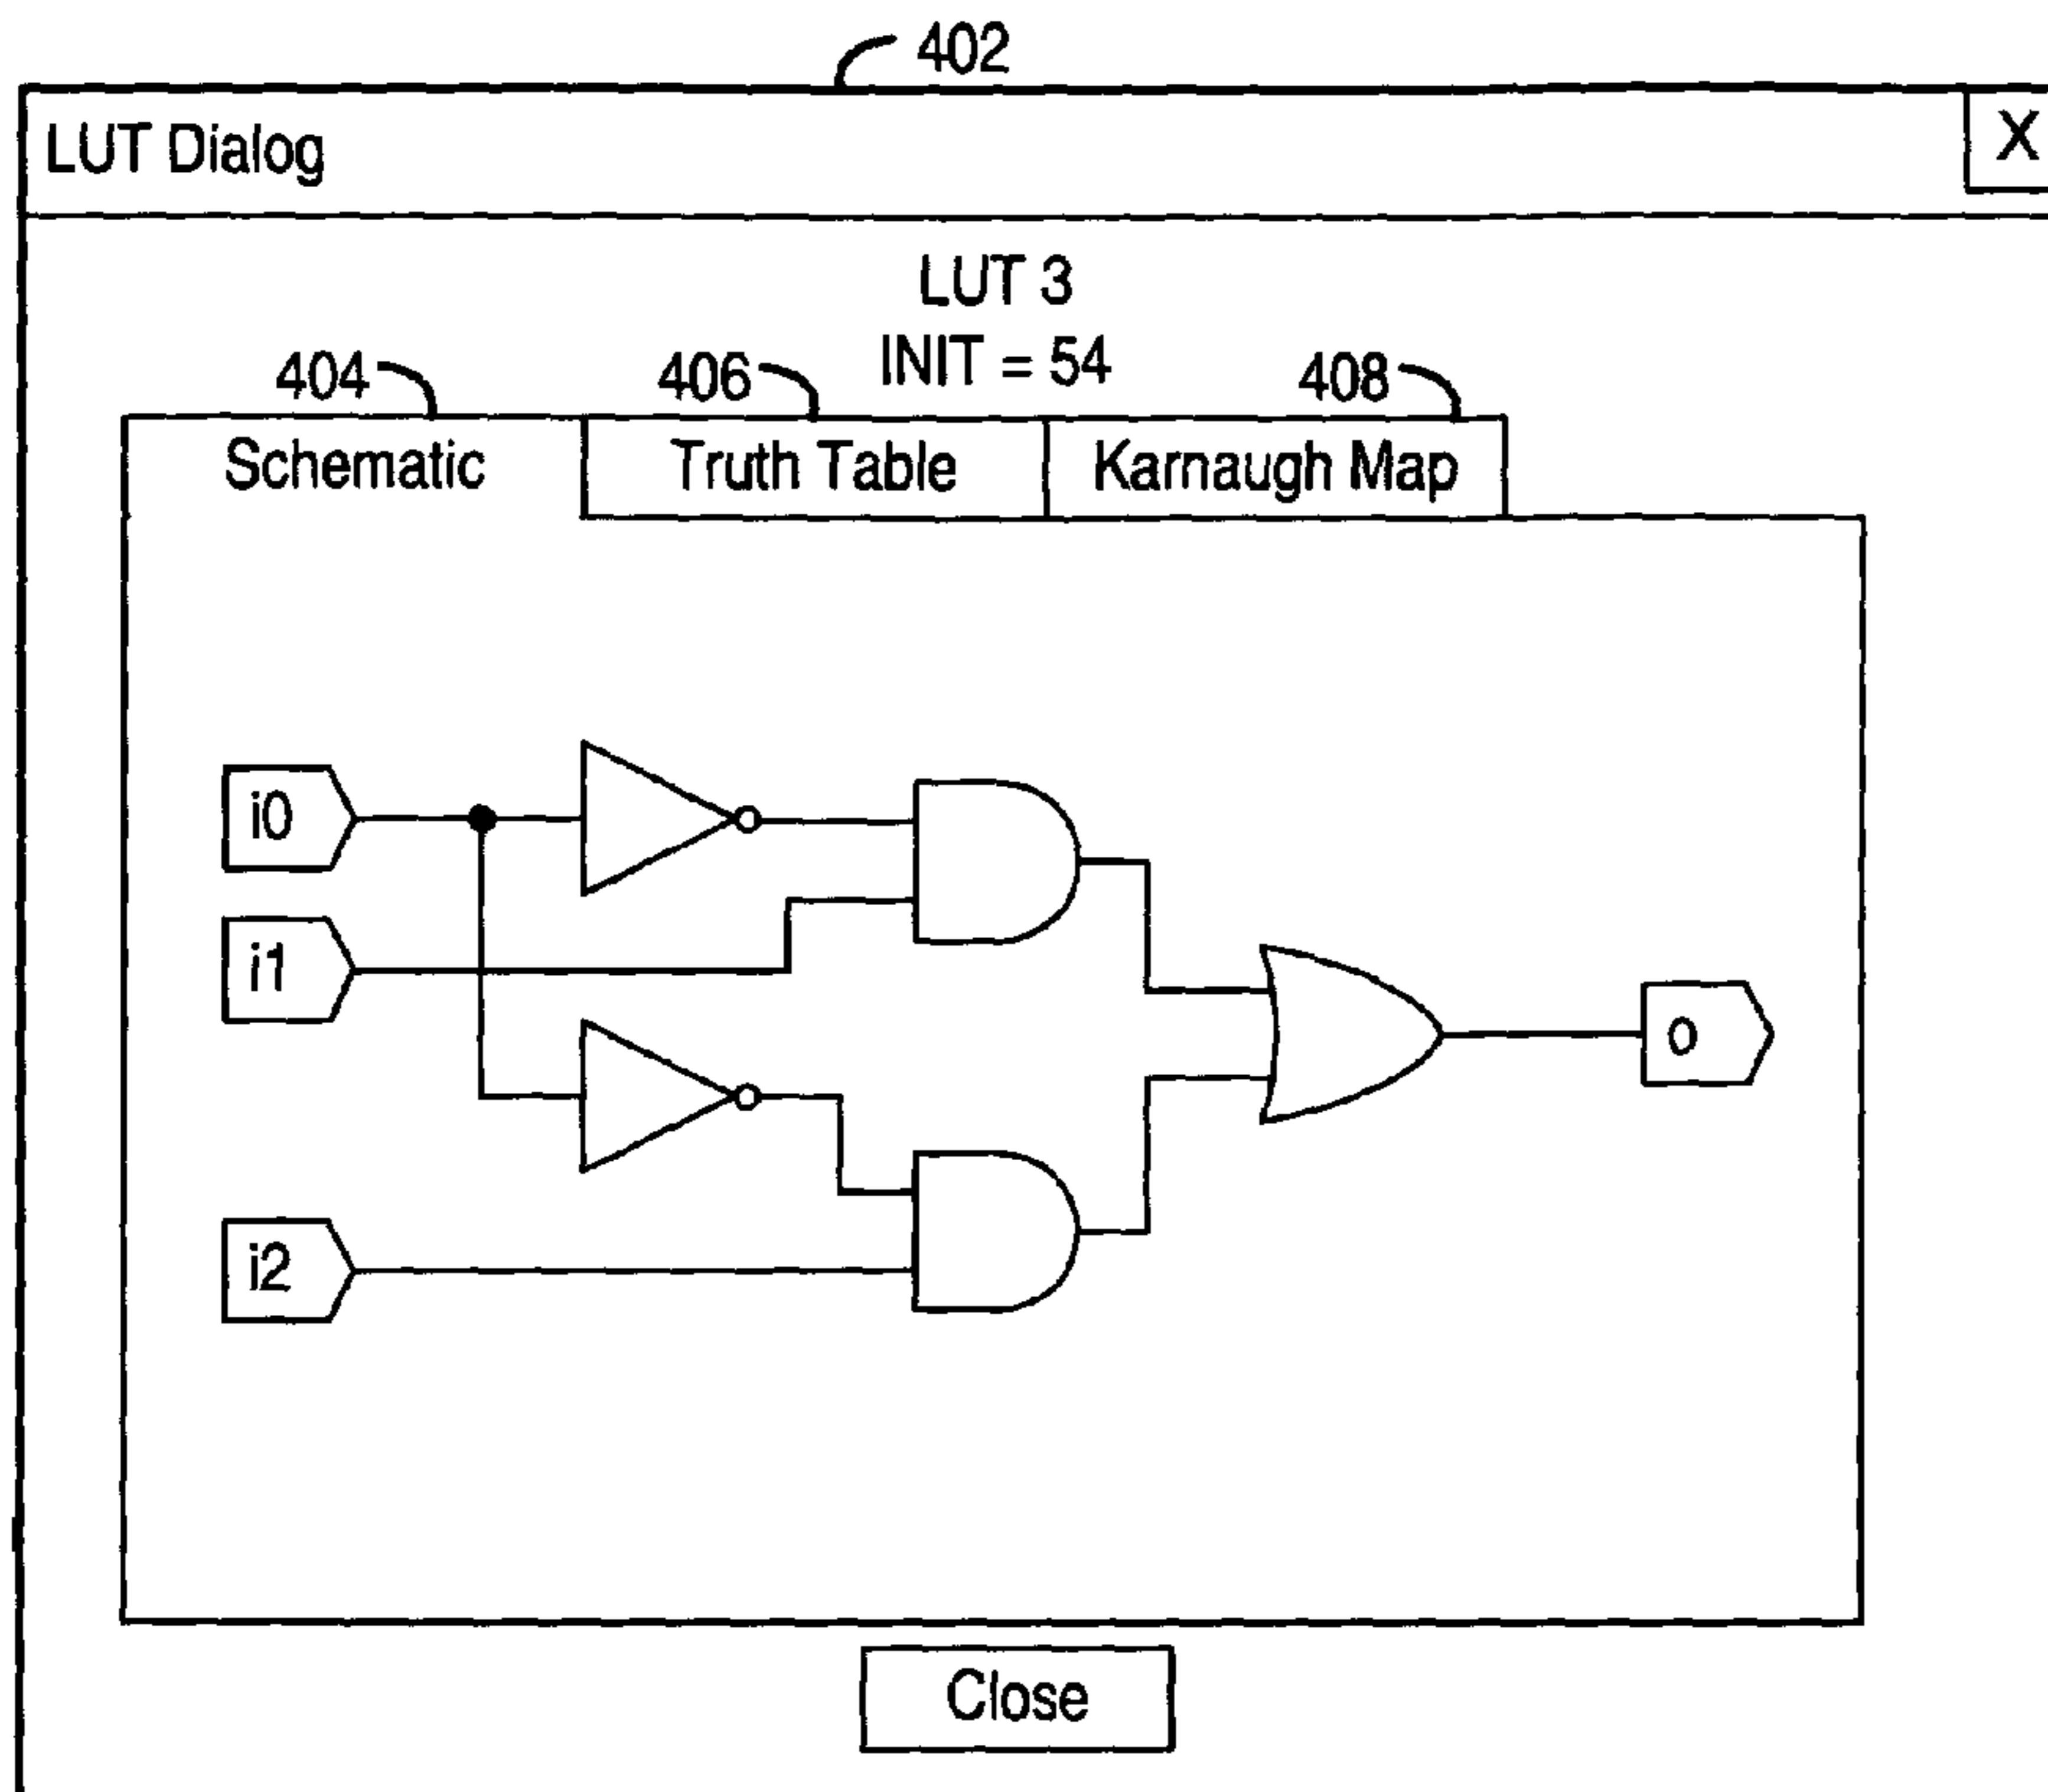 402
LUT Dialog X
LUT 3
INIT = 54
404 406 408
Schematic Truth Table Karnaugh Map
i0
i1
o
i2
Close